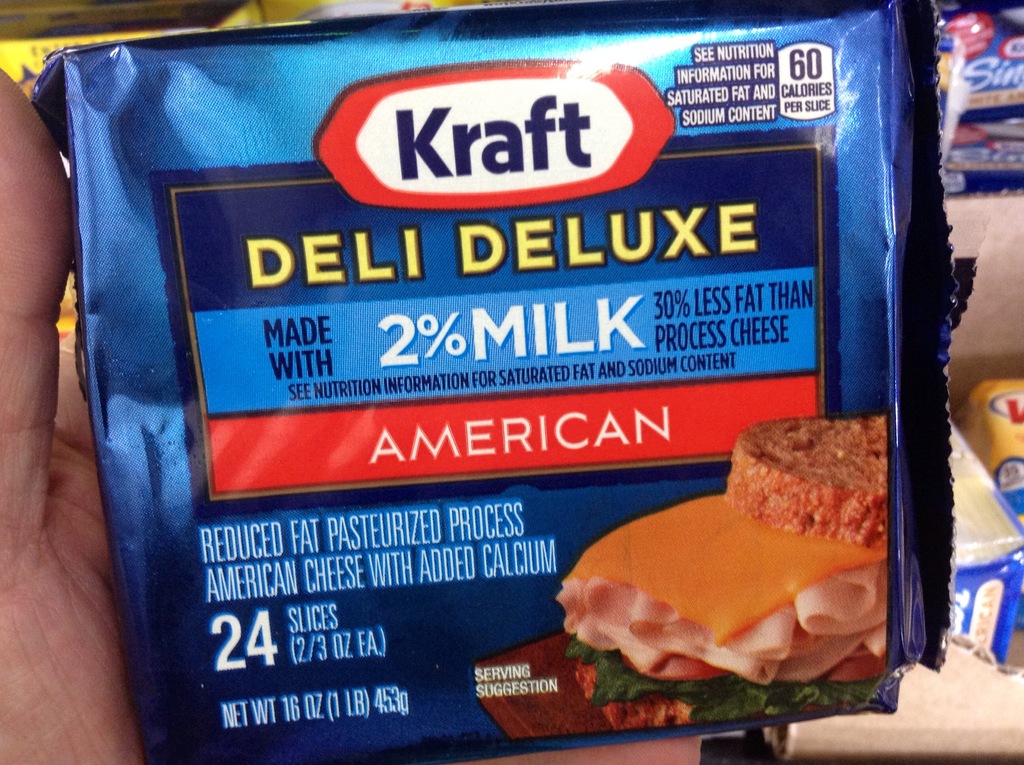 SEE NUTRITION
INFORMATION FOR
SATURATED FAT AND
SODIUM CONTENT
60
CALORIES
PER SLICE
Kraft
DELI DELUXE
MADE
WITH
2% MILK
30% LESS FAT THAN
PROCESS CHEESE
SEE NUTRITION INFORMATION FOR SATURATED FAT AND SODIUM CONTENT
AMERICAN
REDUCED FAT PASTEURIZED PROCESS
AMERICAN CHEESE WITH ADDED CALCIUM
24
SLICES
(2/3 OZ EA.)
SERVING
SUGGESTION
NET WT 16 OZ (1 LB) 453g